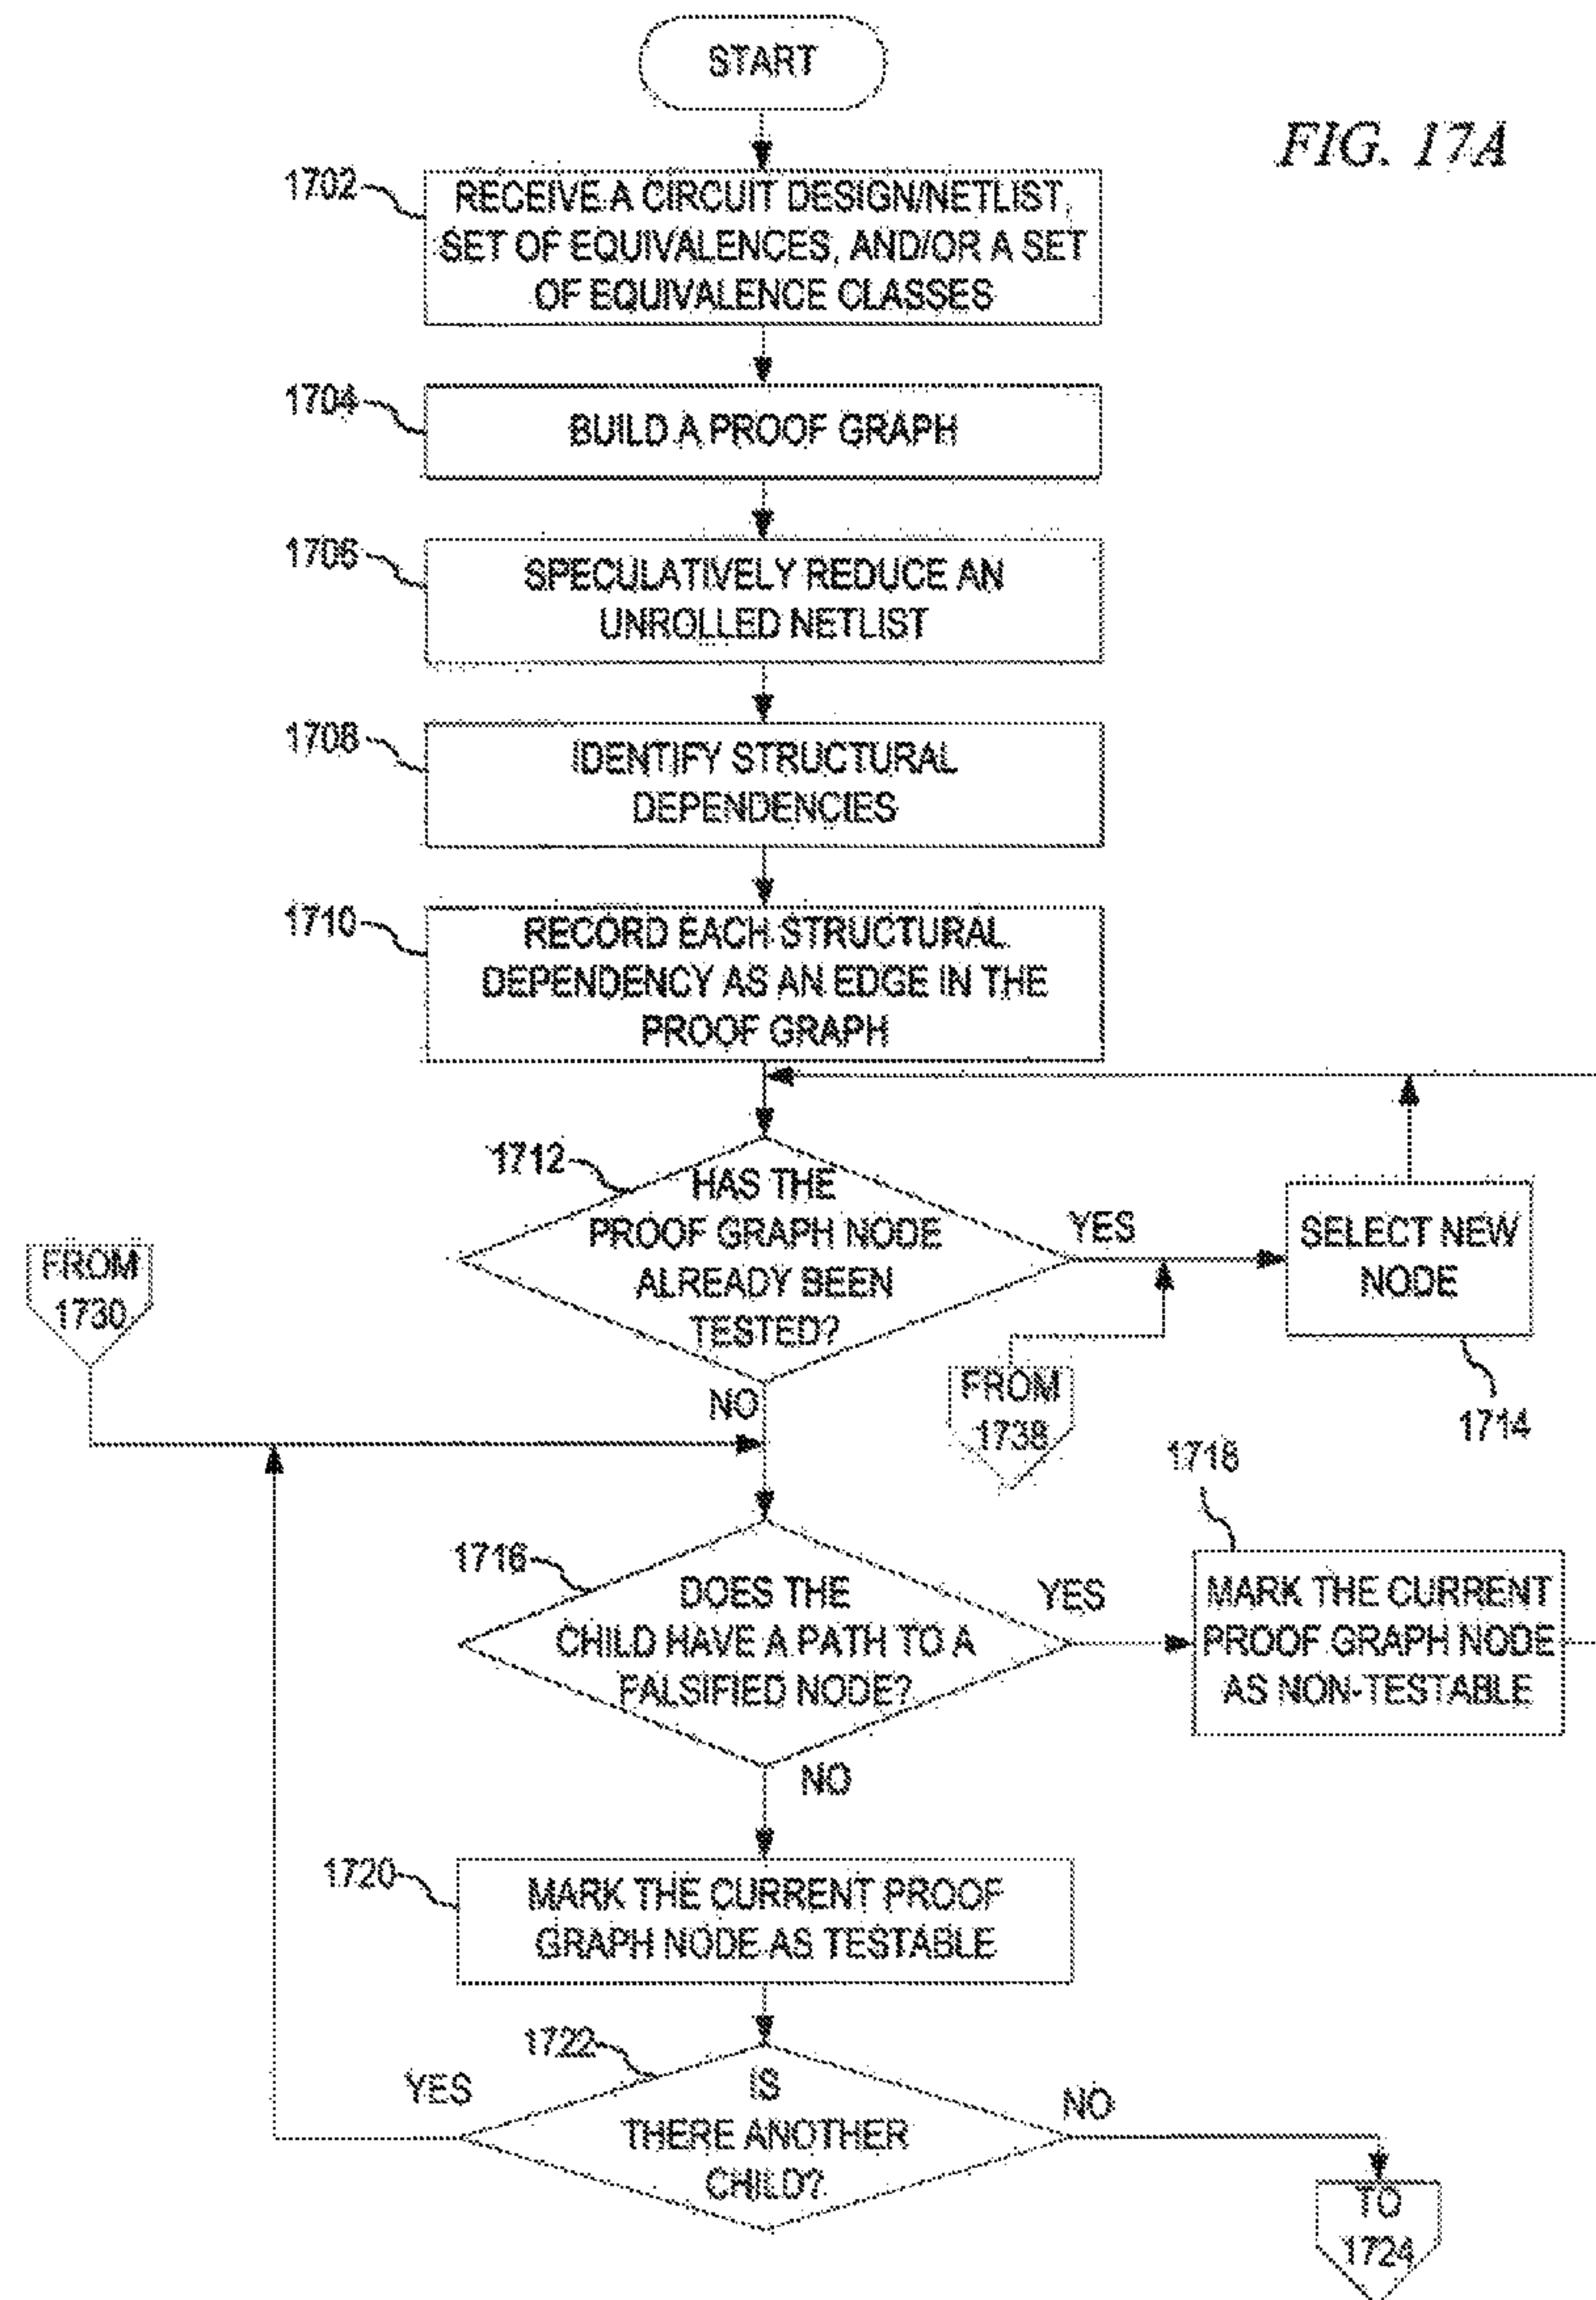 START
FIG. 17A
1702
RECEIVE A CIRCUIT DESIGN/NETLIST,
SET OF EQUIVALENCES, AND/OR A SET
OF EQUIVALENCE CLASSES
1704
BUILD A PROOF GRAPH
1706
SPECULATIVELY REDUCE AN
UNROLLED NETLIST
1708
IDENTIFY STRUCTURAL
DEPENDENCIES
1710
RECORD EACH STRUCTURAL
DEPENDENCY AS AN EDGE IN THE
PROOF GRAPH
1712
HAS THE
PROOF GRAPH NODE
ALREADY BEEN
TESTED?
YES
SELECT NEW
NODE
1714
FROM
1730
NO
FROM
1738
1716
DOES THE
CHILD HAVE A PATH TO A
FALSIFIED NODE?
YES
1718
MARK THE CURRENT
PROOF GRAPH NODE
AS NON-TESTABLE
NO
1720
MARK THE CURRENT PROOF
GRAPH NODE AS TESTABLE
1722
IS
THERE ANOTHER
CHILD?
YES
NO
TO
1724